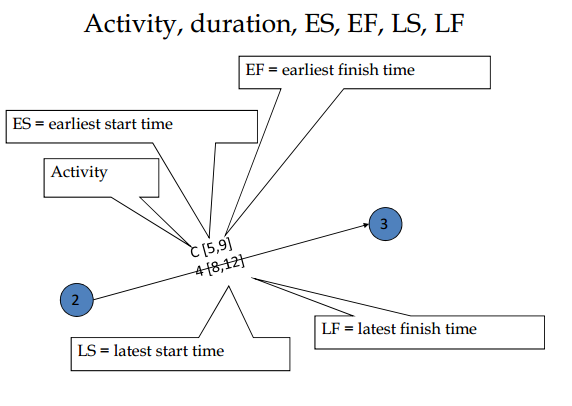 Activity, duration, ES, EF, LS, LF
EF = earliest finish time
ES = earliest start time
Activity
C [5,9]
4 [8,12]
3
2
LF = latest finish time
LS = latest start time